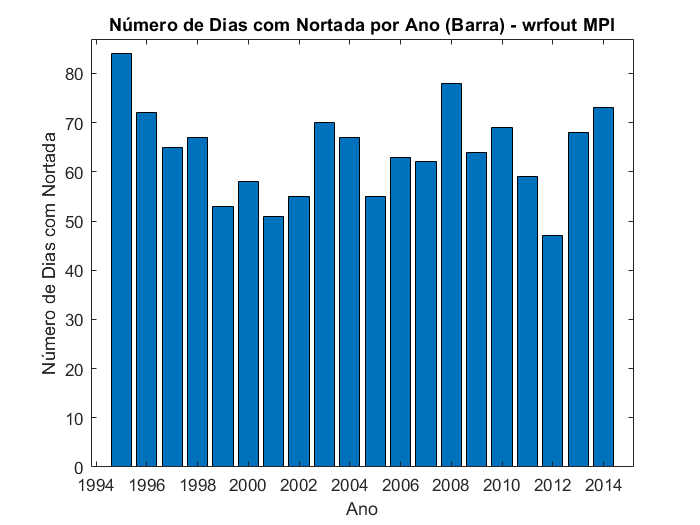 Número de Dias com Nortada por Ano (Barra) - wrfout MPI
Número de Dias com Nortada
80
70
60
50
40
30
20
10
0
1994 1996 1998 2000 2002 2004 2006 2008 2010 2012 2014
Ano